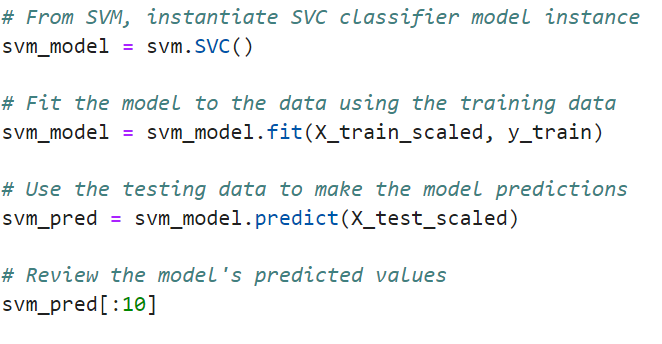 # From SVM, instantiate SVC classifier model instance
svm_model = svm.SVC()
# Fit the model to the data using the training data
svm_model = svm_model.fit(X_train_scaled, y_train)
# Use the testing data to make the model predictions
svm_pred = svm_model.predict(X_test_scaled)
# Review the model's predicted values
svm_pred[:10]